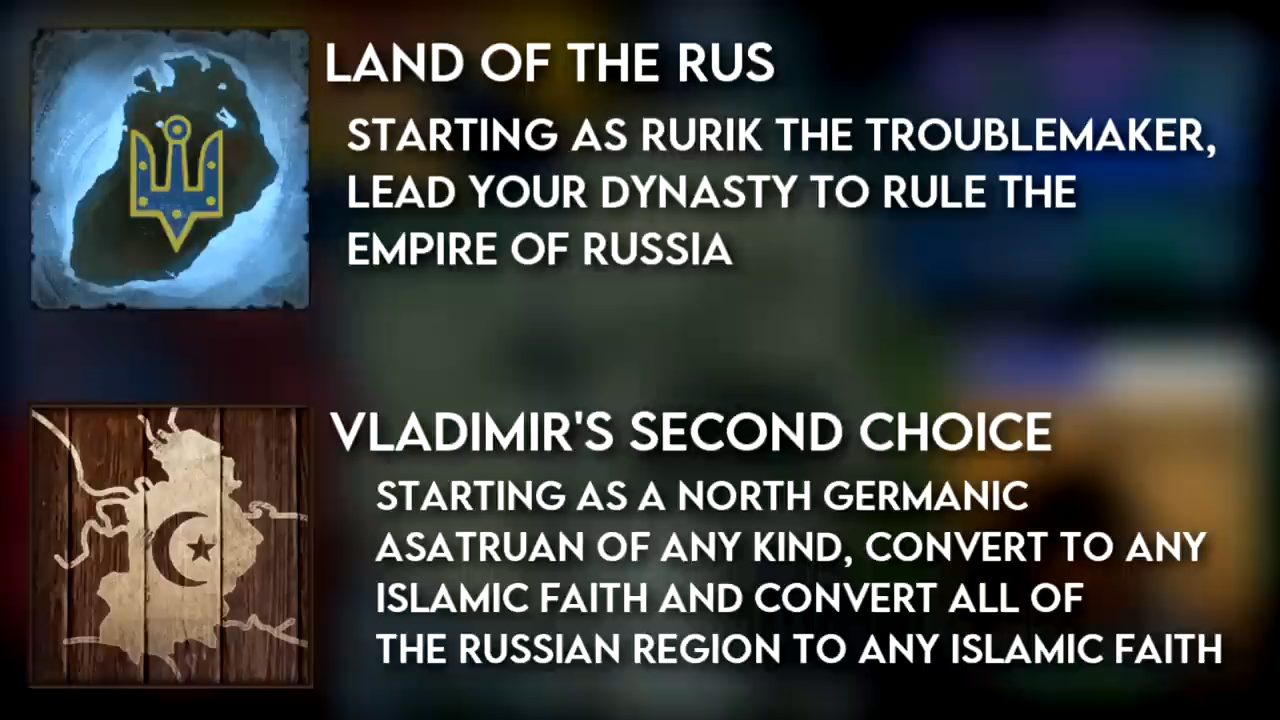 LAND OF THE RUS
STARTING AS RURIK THE TROUBLEMAKER,
LEAD YOUR DYNASTY TO RULE THE
EMPIRE OF RUSSIA
VLADIMIR'S SECOND CHOICE
STARTING AS A NORTH GERMANIC
ASATRUAN OF ANY KIND, CONVERT TO ANY
ISLAMIC FAITH AND CONVERT ALL OF
THE RUSSIAN REGION TO ANY ISLAMIC FAITH